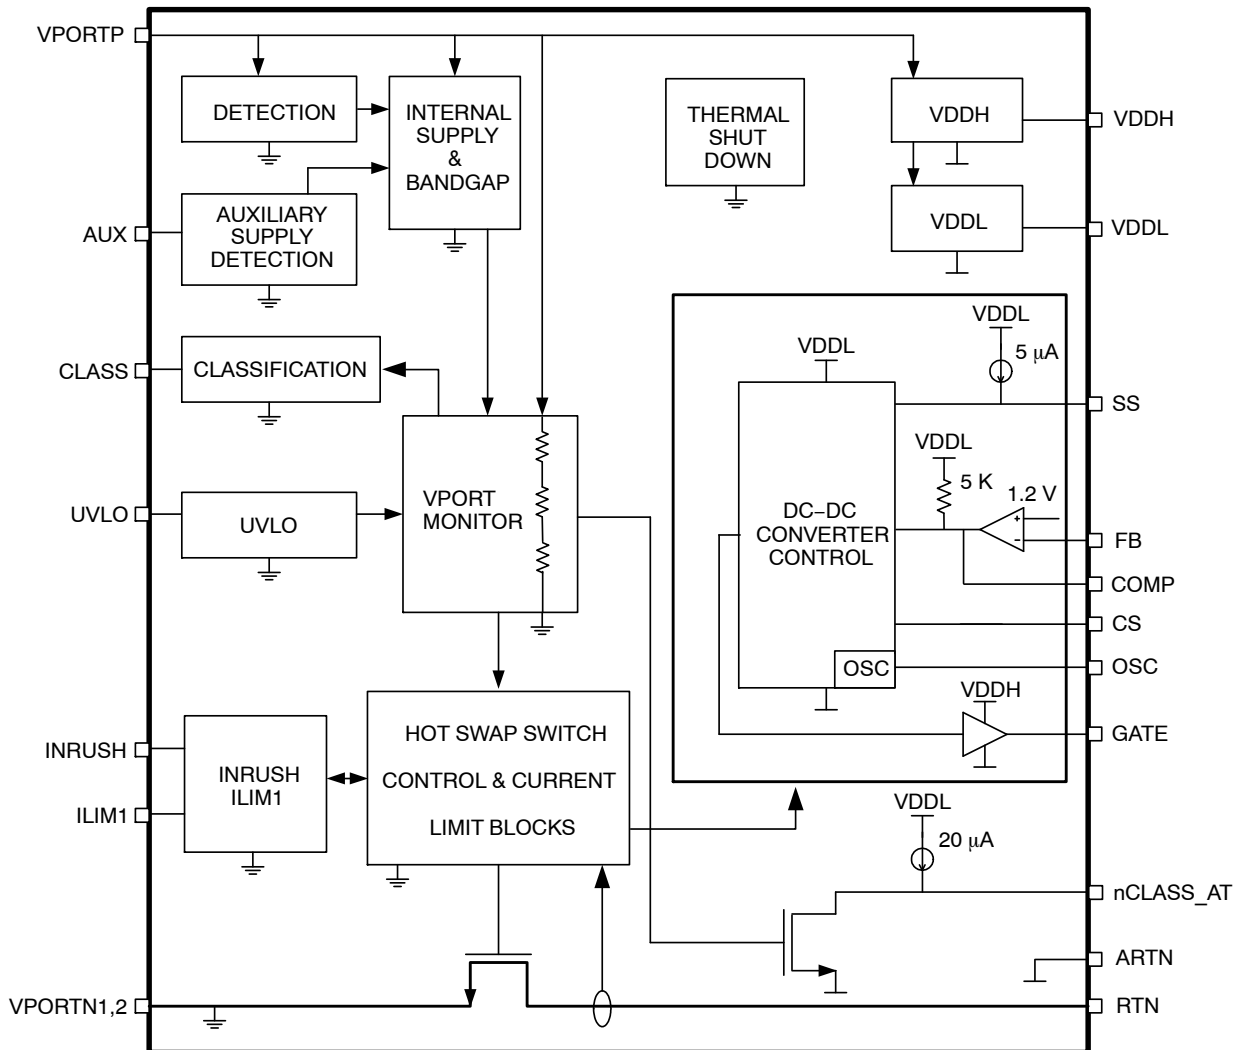 VPORTP
DETECTION
INTERNAL
SUPPLY
&
BANDGAP
THERMAL
SHUT
DOWN
VDDH
VDDH
AUX
AUXILIARY
SUPPLY
DETECTION
VDDL
VDDL
CLASS
CLASSIFICATION
VDDL
VDDL
5 μA
SS
UVLO
UVLO
VPORT
MONITOR
DC−DC
CONVERTER
CONTROL
VDDL
5 K
1.2 V
+
−
FB
COMP
CS
OSC
OSC
VDDH
GATE
INRUSH
ILIM1
INRUSH
ILIM1
HOT SWAP SWITCH
CONTROL & CURRENT
LIMIT BLOCKS
VDDL
20 μA
nCLASS_AT
ARTN
VPORTN1,2
RTN